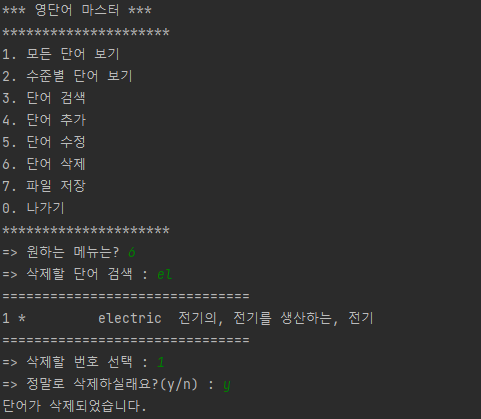 *** 영단어 마스터 ***
*********************
1. 모든 단어 보기
2. 수준별 단어 보기
3. 단어 검색
4. 단어 추가
5. 단어 수정
6. 단어 삭제
7. 파일 저장
0. 나가기
*********************
=> 원하는 메뉴는? 6
=> 삭제할 단어 검색 : el
===============================
1 *         electric  전기의, 전기를 생산하는, 전기
===============================
=> 삭제할 번호 선택 : 1
=> 정말로 삭제하실래요?(y/n) : y
단어가 삭제되었습니다.